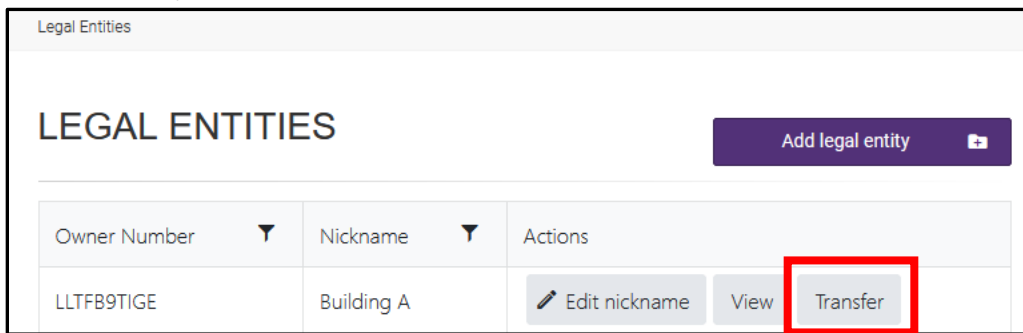 Legal Entities
LEGAL ENTITIES
Add legal entity
Owner Number Nickname Actions
LLTFB9TIGE Building A Edit nickname View Transfer